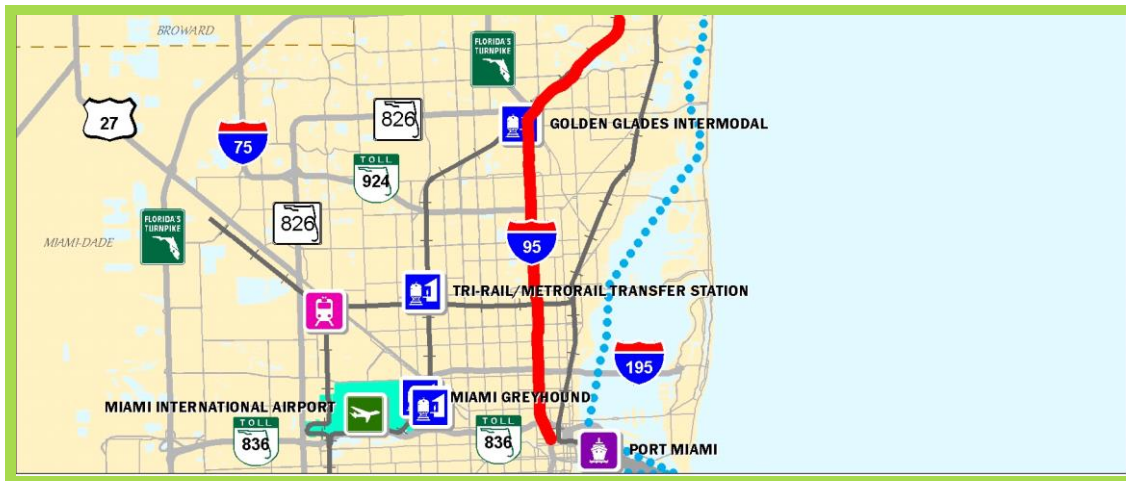 BROWARD
FLORIDA'S
TURNPIKE
27
826
GOLDEN GLADES INTERMODAL
75
TOLL
924
826
FLORIDA'S
TURNPIKE
MIAMI-DADE
95
TRI-RAIL/METRORAIL TRANSFER STATION
195
MIAMI GREYHOUND
MIAMI INTERNATIONAL AIRPORT
TOLL
836
TOLL
836
PORT MIAMI